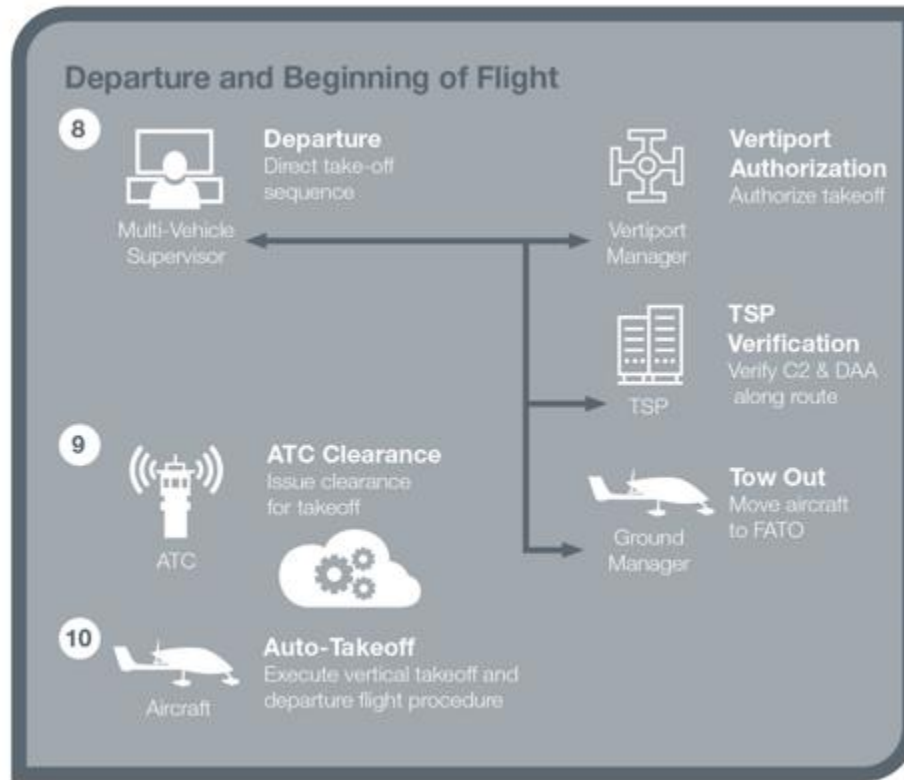 Departure and Beginning of Flight
8
Departure
Direct take-off
sequence
Multi-Vehicle
Supervisor
Vertiport
Authorization
Authorize takeoff
Vertiport
Manager
TSP
Verification
Verify C2 & DAA
along route
TSP
9
ATC Clearance
Issue clearance
for takeoff
ATC
Tow Out
Move aircraft
to FATO
Ground
Manager
10
Auto-Takeoff
Execute vertical takeoff and
departure flight procedure
Aircraft